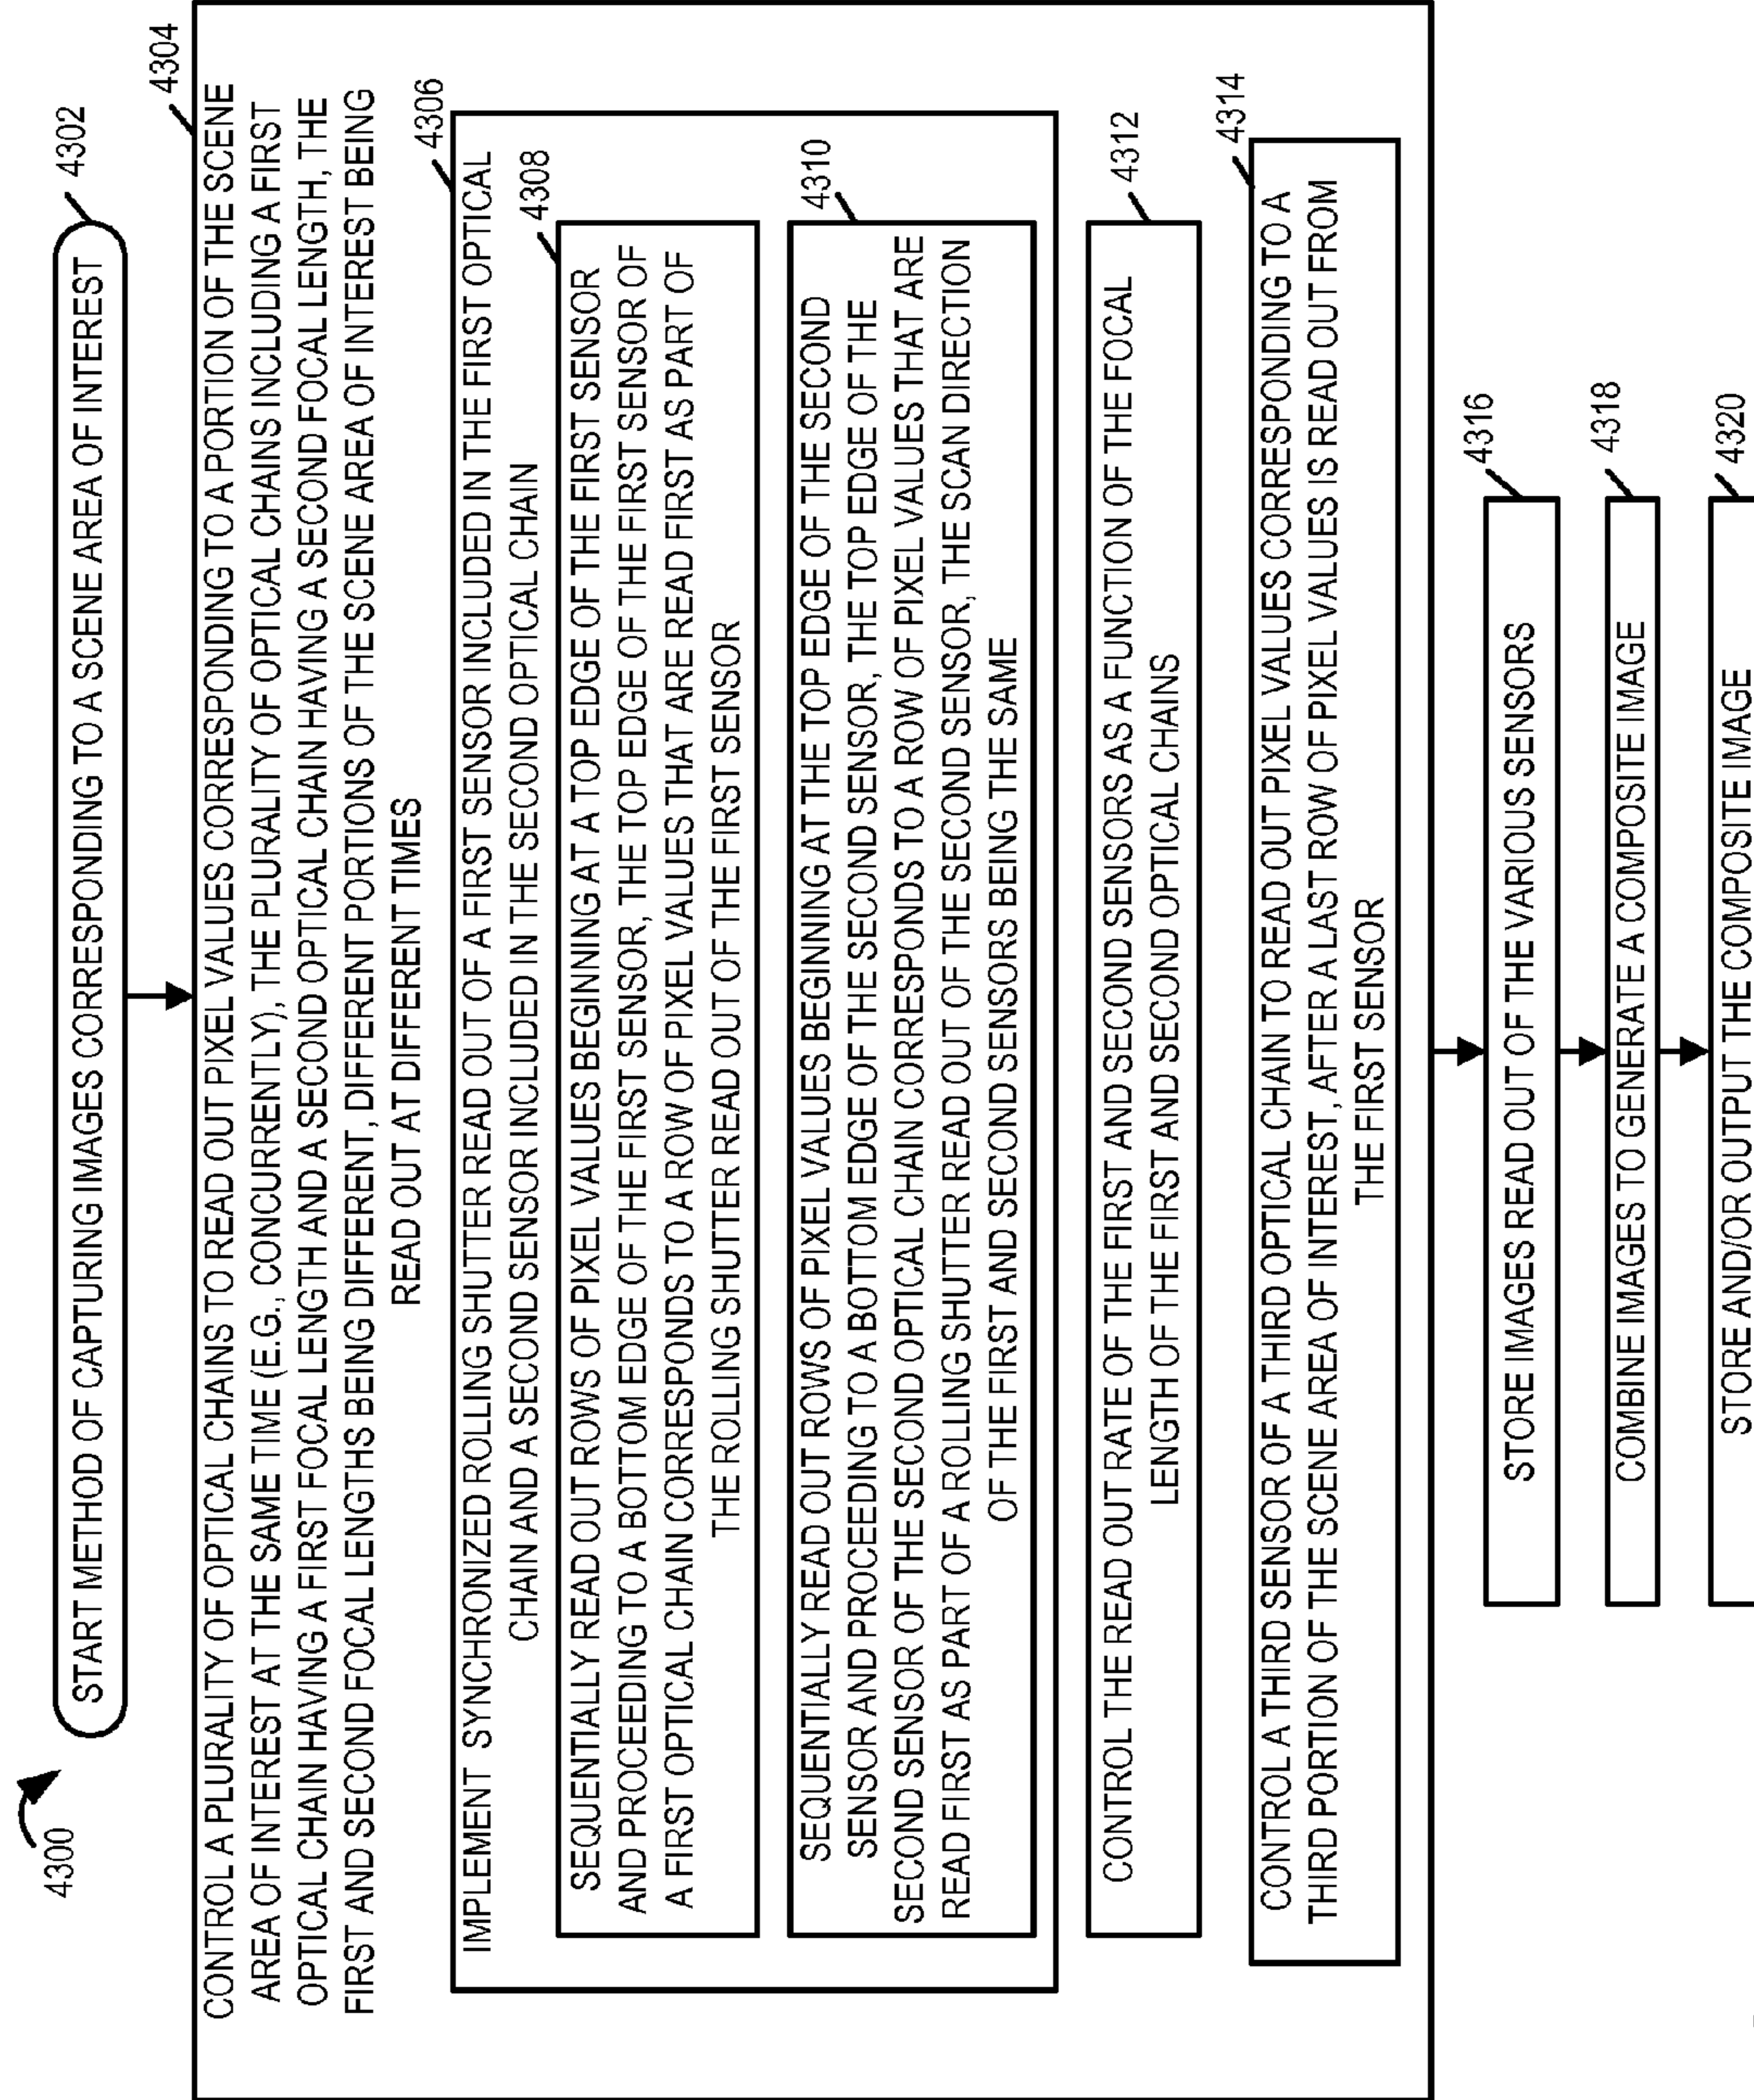 4300
START METHOD OF CAPTURING IMAGES CORRESPONDING TO A SCENE AREA OF INTEREST
4302
4304
CONTROL A PLURALITY OF OPTICAL CHAINS TO READ OUT PIXEL VALUES CORRESPONDING TO A PORTION OF THE SCENE
AREA OF INTEREST AT THE SAME TIME (E.G., CONCURRENTLY), THE PLURALITY OF OPTICAL CHAINS INCLUDING A FIRST
OPTICAL CHAIN HAVING A FIRST FOCAL LENGTH AND A SECOND OPTICAL CHAIN HAVING A SECOND FOCAL LENGTH, THE
FIRST AND SECOND FOCAL LENGTHS BEING DIFFERENT, DIFFERENT PORTIONS OF THE SCENE AREA OF INTEREST BEING
READ OUT AT DIFFERENT TIMES
4306
IMPLEMENT SYNCHRONIZED ROLLING SHUTTER READ OUT OF A FIRST SENSOR INCLUDED IN THE FIRST OPTICAL
CHAIN AND A SECOND SENSOR INCLUDED IN THE SECOND OPTICAL CHAIN
4308
SEQUENTIALLY READ OUT ROWS OF PIXEL VALUES BEGINNING AT A TOP EDGE OF THE FIRST SENSOR
AND PROCEEDING TO A BOTTOM EDGE OF THE FIRST SENSOR, THE TOP EDGE OF THE FIRST SENSOR OF
A FIRST OPTICAL CHAIN CORRESPONDS TO A ROW OF PIXEL VALUES THAT ARE READ FIRST AS PART OF
THE ROLLING SHUTTER READ OUT OF THE FIRST SENSOR
4310
SEQUENTIALLY READ OUT ROWS OF PIXEL VALUES BEGINNING AT THE TOP EDGE OF THE SECOND
SENSOR AND PROCEEDING TO A BOTTOM EDGE OF THE SECOND SENSOR, THE TOP EDGE OF THE
SECOND SENSOR OF THE SECOND OPTICAL CHAIN CORRESPONDS TO A ROW OF PIXEL VALUES THAT ARE
READ FIRST AS PART OF A ROLLING SHUTTER READ OUT OF THE SECOND SENSOR, THE SCAN DIRECTION
OF THE FIRST AND SECOND SENSORS BEING THE SAME
4312
CONTROL THE READ OUT RATE OF THE FIRST AND SECOND SENSORS AS A FUNCTION OF THE FOCAL
LENGTH OF THE FIRST AND SECOND OPTICAL CHAINS
4314
CONTROL A THIRD SENSOR OF A THIRD OPTICAL CHAIN TO READ OUT PIXEL VALUES CORRESPONDING TO A
THIRD PORTION OF THE SCENE AREA OF INTEREST, AFTER A LAST ROW OF PIXEL VALUES IS READ OUT FROM
THE FIRST SENSOR
4316
STORE IMAGES READ OUT OF THE VARIOUS SENSORS
4318
COMBINE IMAGES TO GENERATE A COMPOSITE IMAGE
4320
STORE AND/OR OUTPUT THE COMPOSITE IMAGE